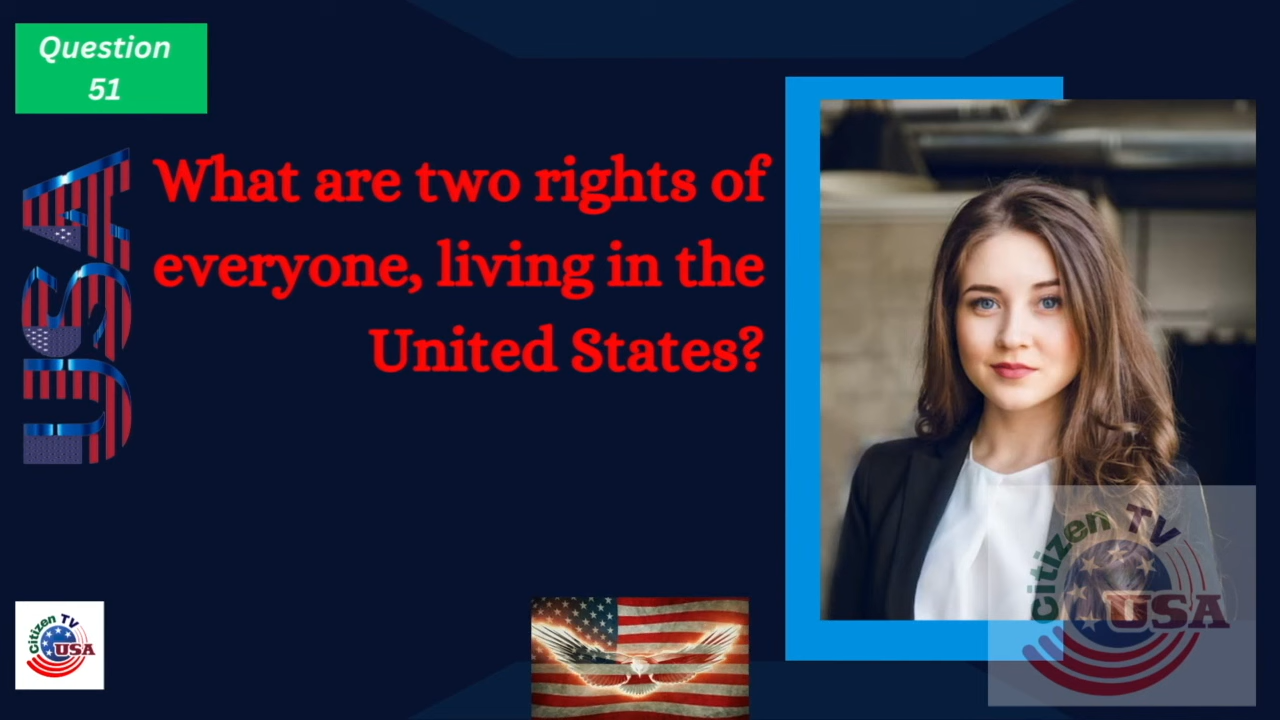 Question
51
USA
What are two rights of
everyone, living in the
United States?
Citizen TV
USA
Citizen TV
USA